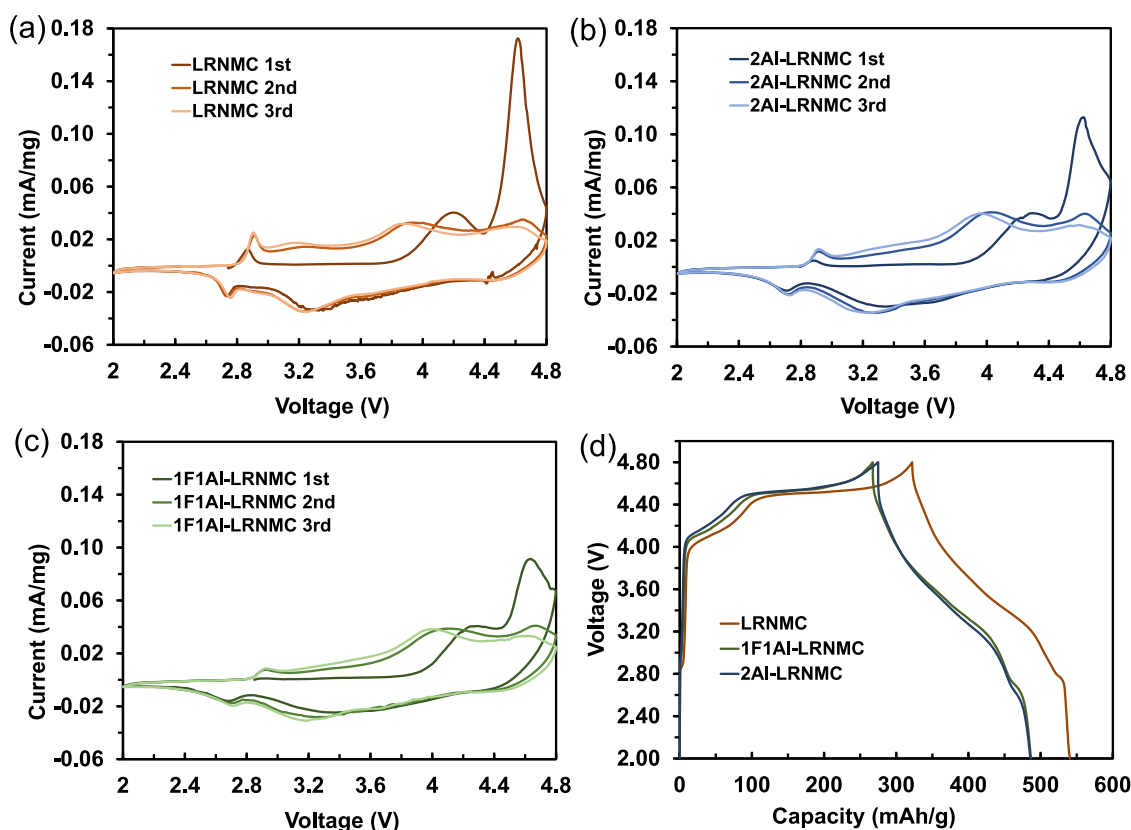 (a)
LRNMC 1st
LRNMC 2nd
LRNMC 3rd
Current (mA/mg)
0.18
0.14
0.10
0.06
0.02
-0.02
-0.06
2 2.4 2.8 3.2 3.6 4 4.4 4.8
Voltage (V)
(b)
2Al-LRNMC 1st
2Al-LRNMC 2nd
2Al-LRNMC 3rd
Current (mA/mg)
0.18
0.14
0.10
0.06
0.02
-0.02
-0.06
2 2.4 2.8 3.2 3.6 4 4.4 4.8
Voltage (V)
(c)
1F1Al-LRNMC 1st
1F1Al-LRNMC 2nd
1F1Al-LRNMC 3rd
Current (mA/mg)
0.18
0.14
0.10
0.06
0.02
-0.02
-0.06
2 2.4 2.8 3.2 3.6 4 4.4 4.8
Voltage (V)
(d)
Voltage (V)
4.80
4.40
4.00
3.60
3.20
2.80
2.40
2.00
LRNMC
1F1Al-LRNMC
2Al-LRNMC
0 100 200 300 400 500 600
Capacity (mAh/g)